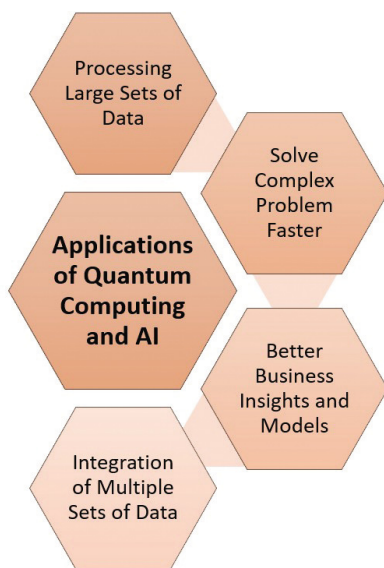 Processing
Large Sets of
Data
Solve
Complex
Problem
Faster
Applications
of Quantum
Computing
and AI
Better
Business
Insights and
Models
Integration
of Multiple
Sets of Data